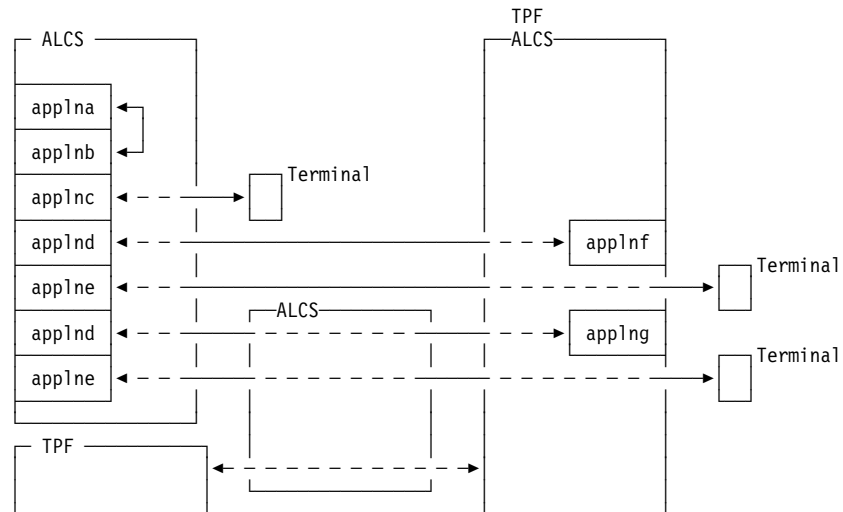 TPF
ALCS
ALCS
applna
applnb
Terminal
applnc
applnd
applnf
Terminal
applne
ALCS
applnd
applng
Terminal
applne
TPF